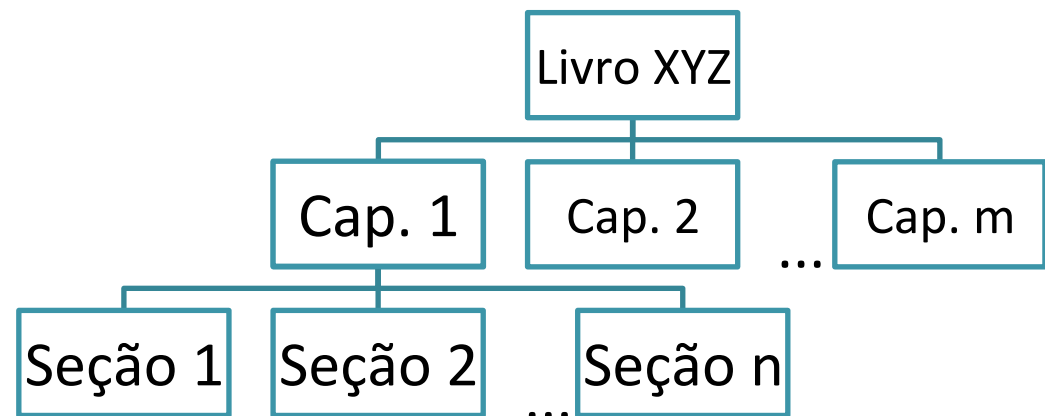 Livro XYZ
Cap. 1
Cap. 2
...
Cap. m
Seção 1
Seção 2
...
Seção n